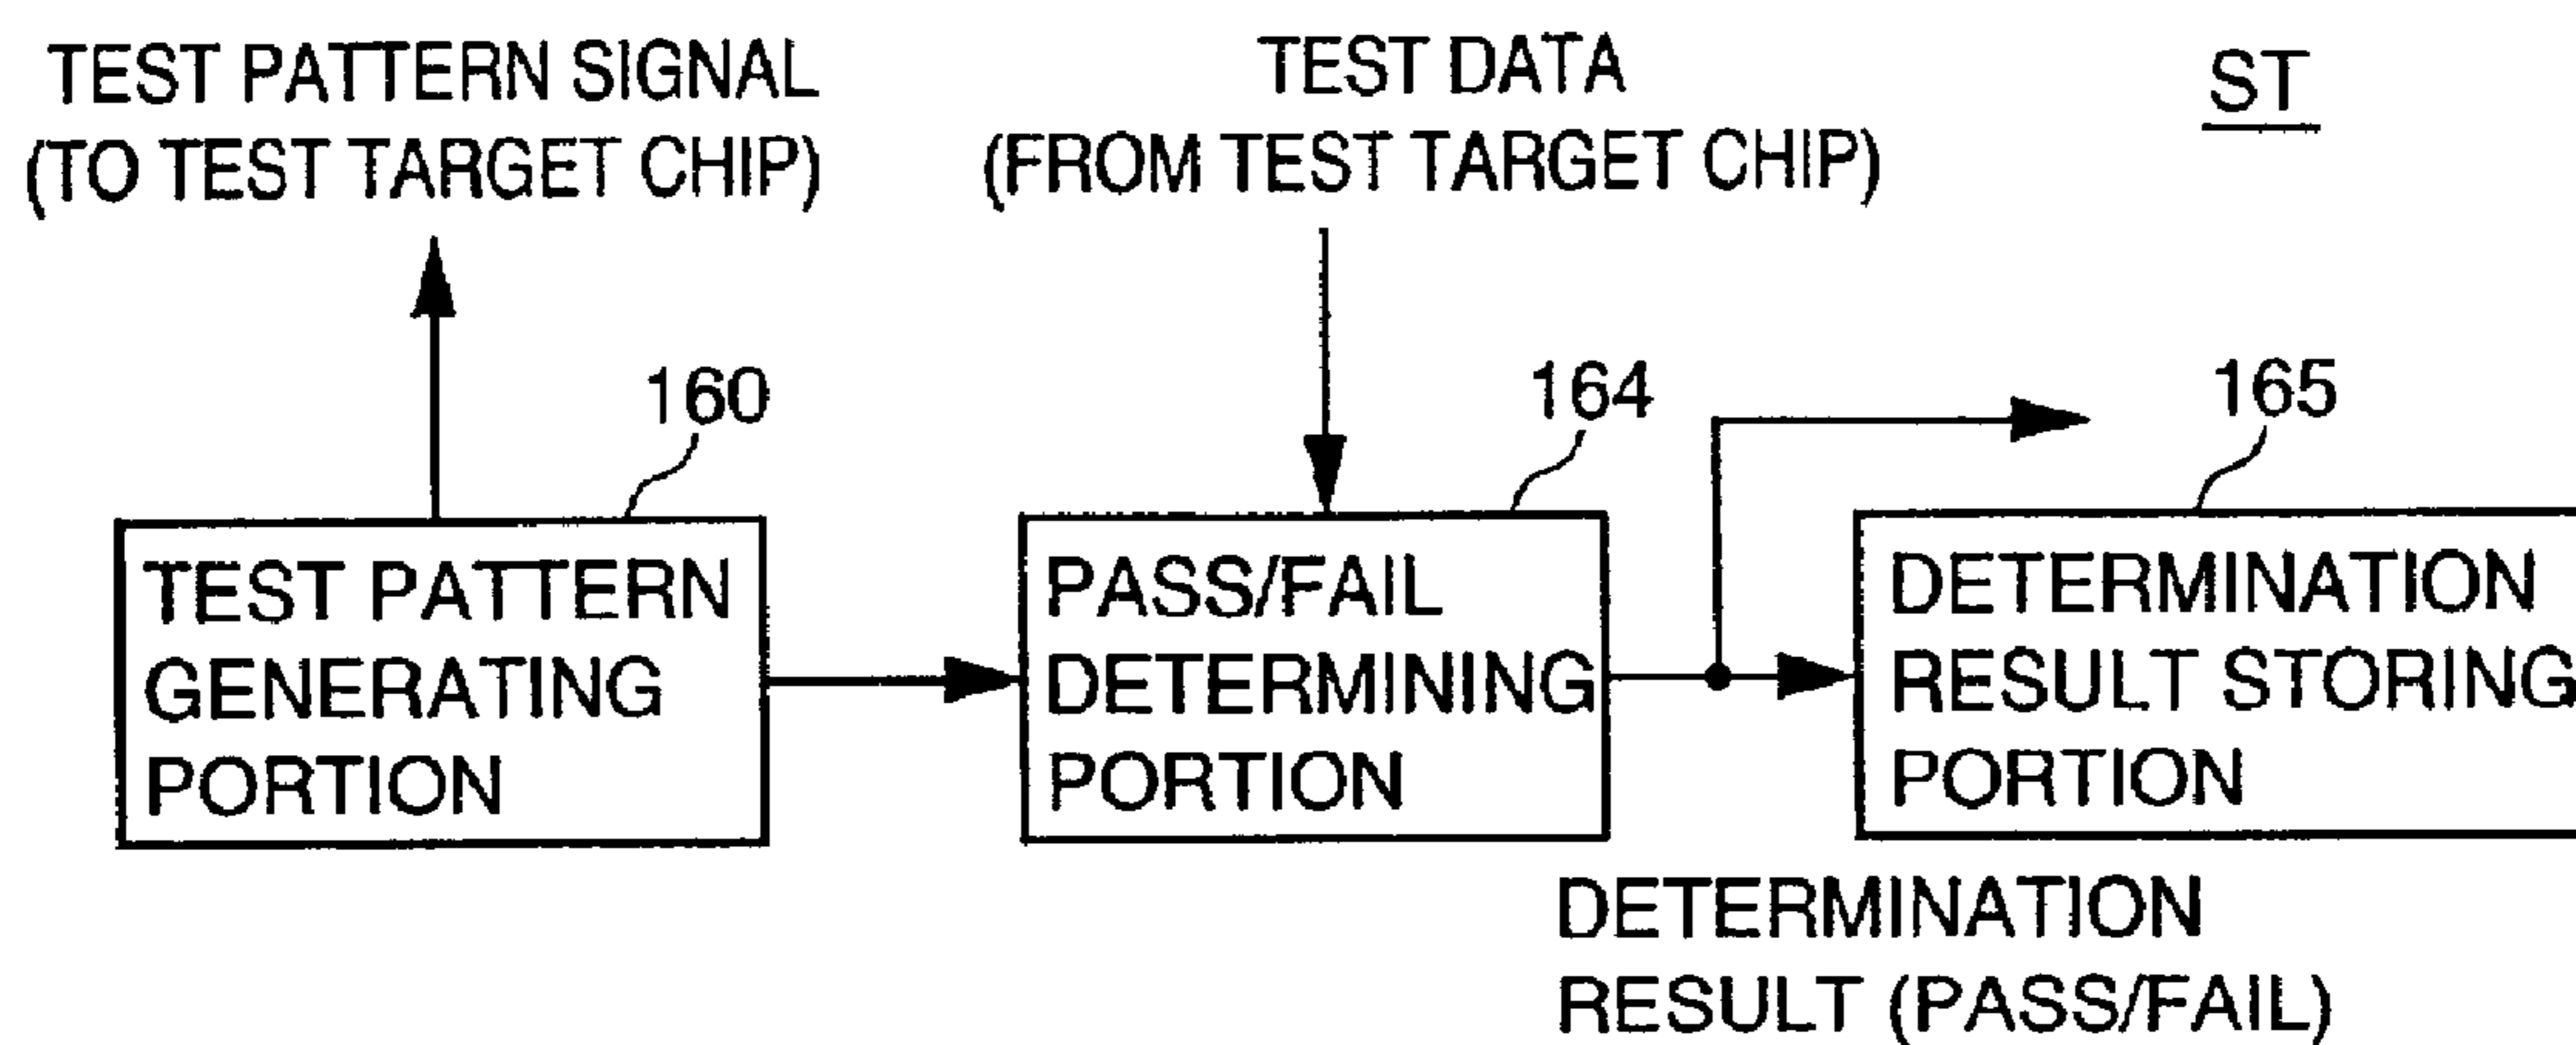 TEST PATTERN SIGNAL
(TO TEST TARGET CHIP)
TEST DATA
(FROM TEST TARGET CHIP)
ST
160
164
165
TEST PATTERN
GENERATING
PORTION
PASS/FAIL
DETERMINING
PORTION
DETERMINATION
RESULT STORING
PORTION
DETERMINATION
RESULT (PASS/FAIL)